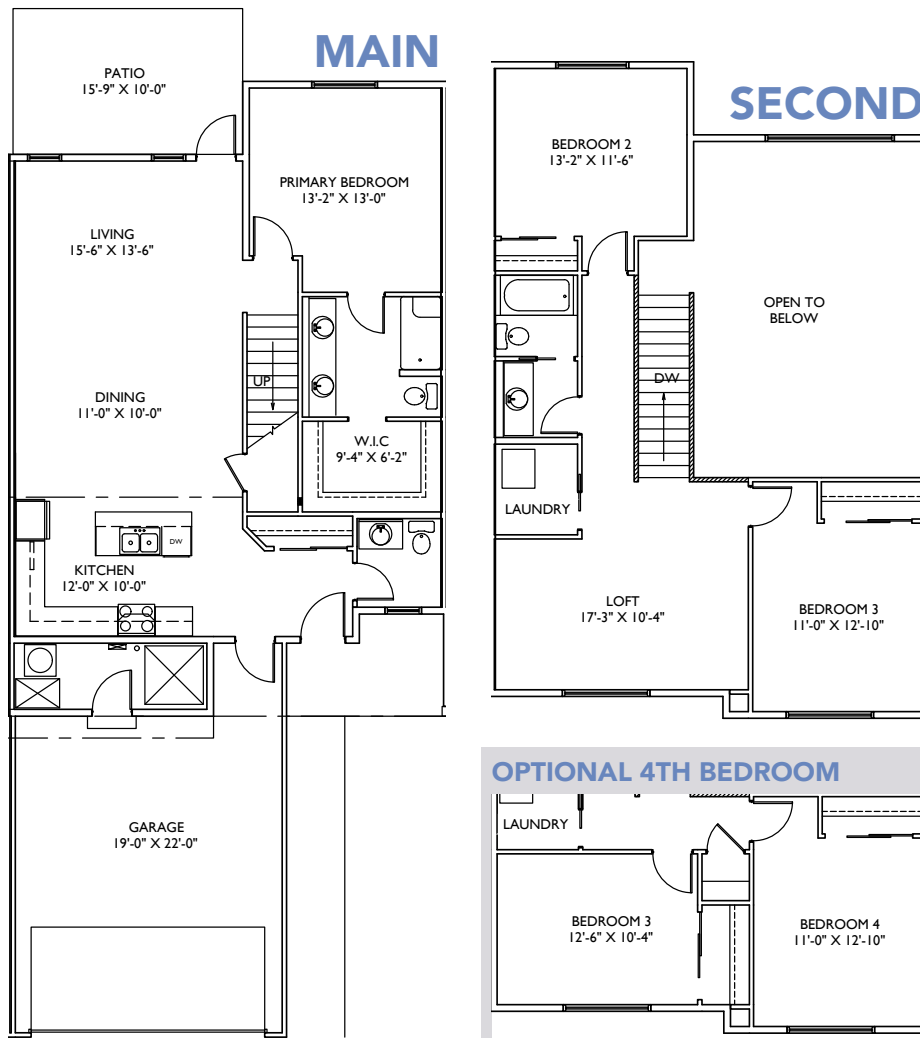 MAIN
PATIO
15'-9" X 10'-0"
PRIMARY BEDROOM
13'-2" X 13'-0"
LIVING
15'-6" X 13'-6"
UP
DINING
11'-0" X 10'-0"
W.I.C
9'-4" X 6'-2"
DW
KITCHEN
12'-0" X 10'-0"
GARAGE
19'-0" X 22'-0"
SECOND
BEDROOM 2
13'-2" X 11'-6"
OPEN TO
BELOW
DW
LAUNDRY
LOFT
17'-3" X 10'-4"
BEDROOM 3
11'-0" X 12'-10"
OPTIONAL 4TH BEDROOM
LAUNDRY
BEDROOM 3
12'-6" X 10'-4"
BEDROOM 4
11'-0" X 12'-10"